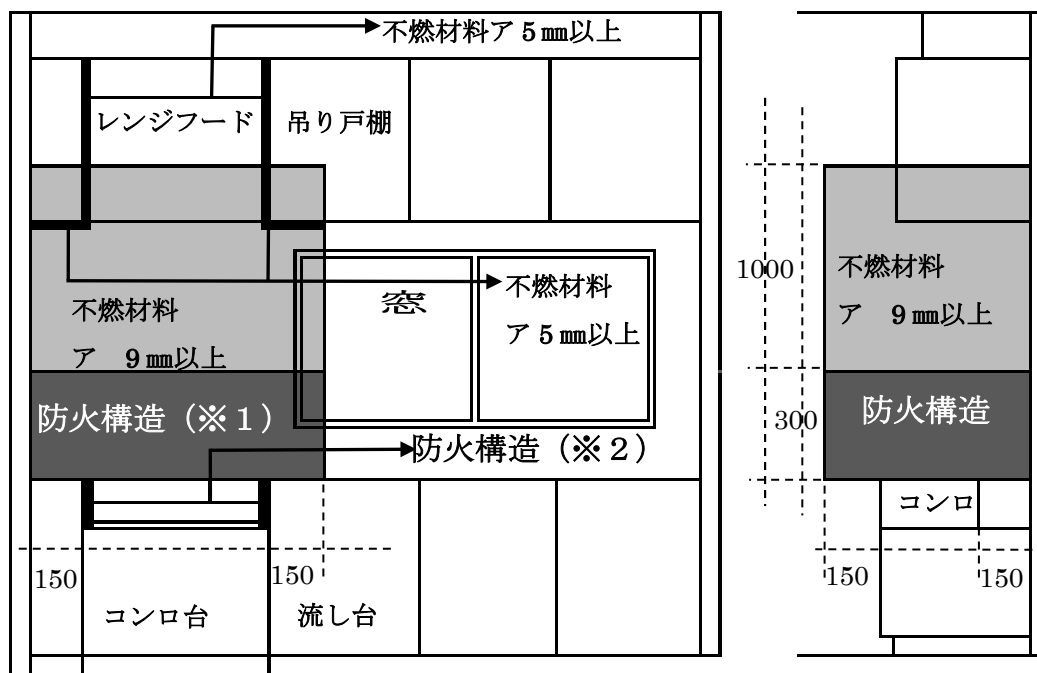 不燃材料ア5㎜以上
レンジフード
吊り戸棚
不燃材料
ア 9㎜以上
窓
不燃材料
ア5㎜以上
防火構造（※１）
防火構造（※２）
150
150
コンロ台
流し台
1000
不燃材料
ア 9㎜以上
300
防火構造
コンロ
150
150